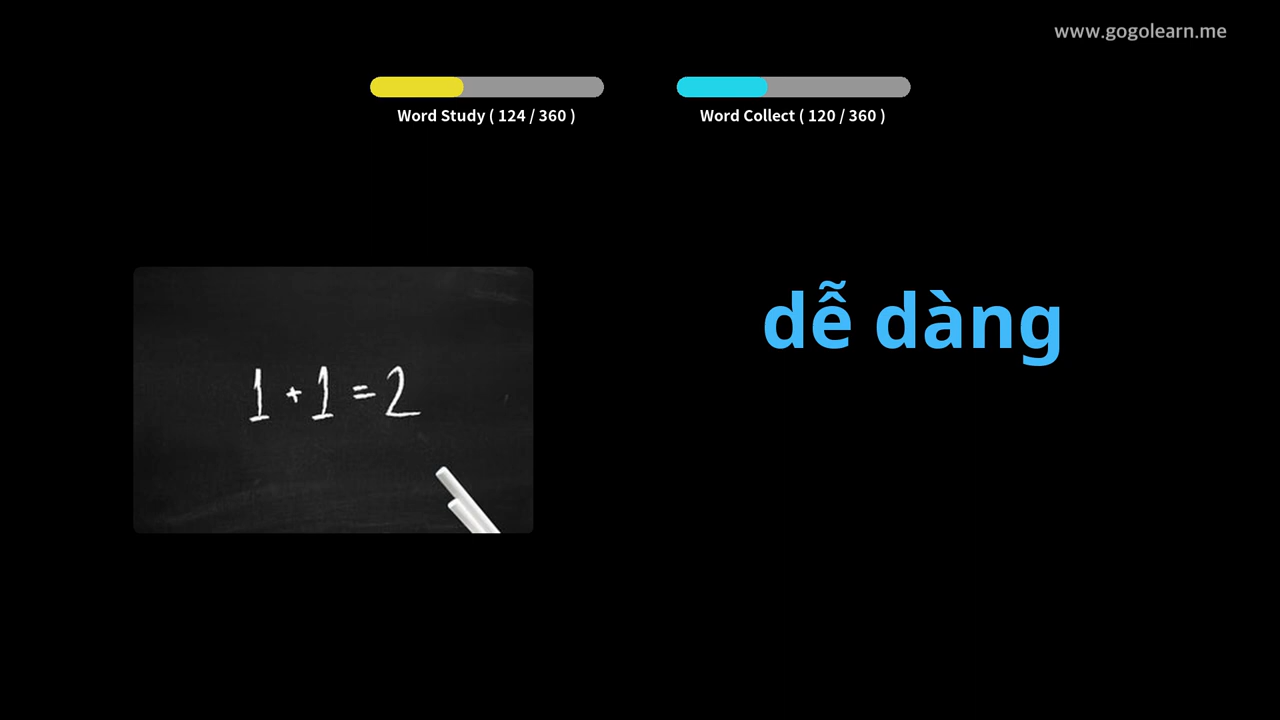 www.gogolearn.me
Word Study ( 124 / 360 )
Word Collect ( 120 / 360 )
dễ dàng
1 + 1 = 2